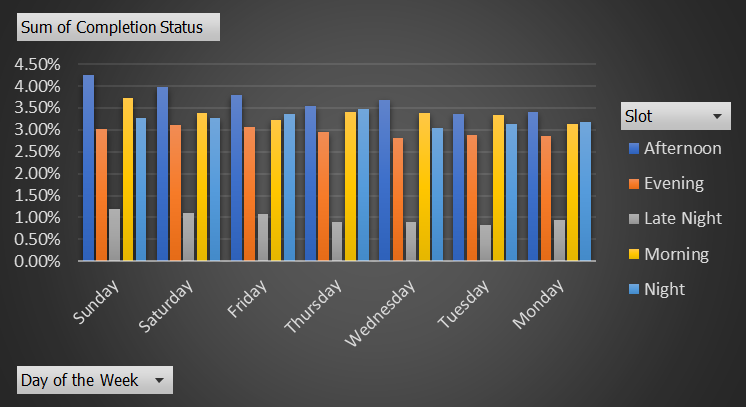 Sum of Completion Status
4.50%
4.00%
3.50%
3.00%
2.50%
2.00%
1.50%
1.00%
0.50%
0.00%
Sunday
Saturday
Friday
Thursday
Wednesday
Tuesday
Monday
Slot
Afternoon
Evening
Late Night
Morning
Night
Day of the Week